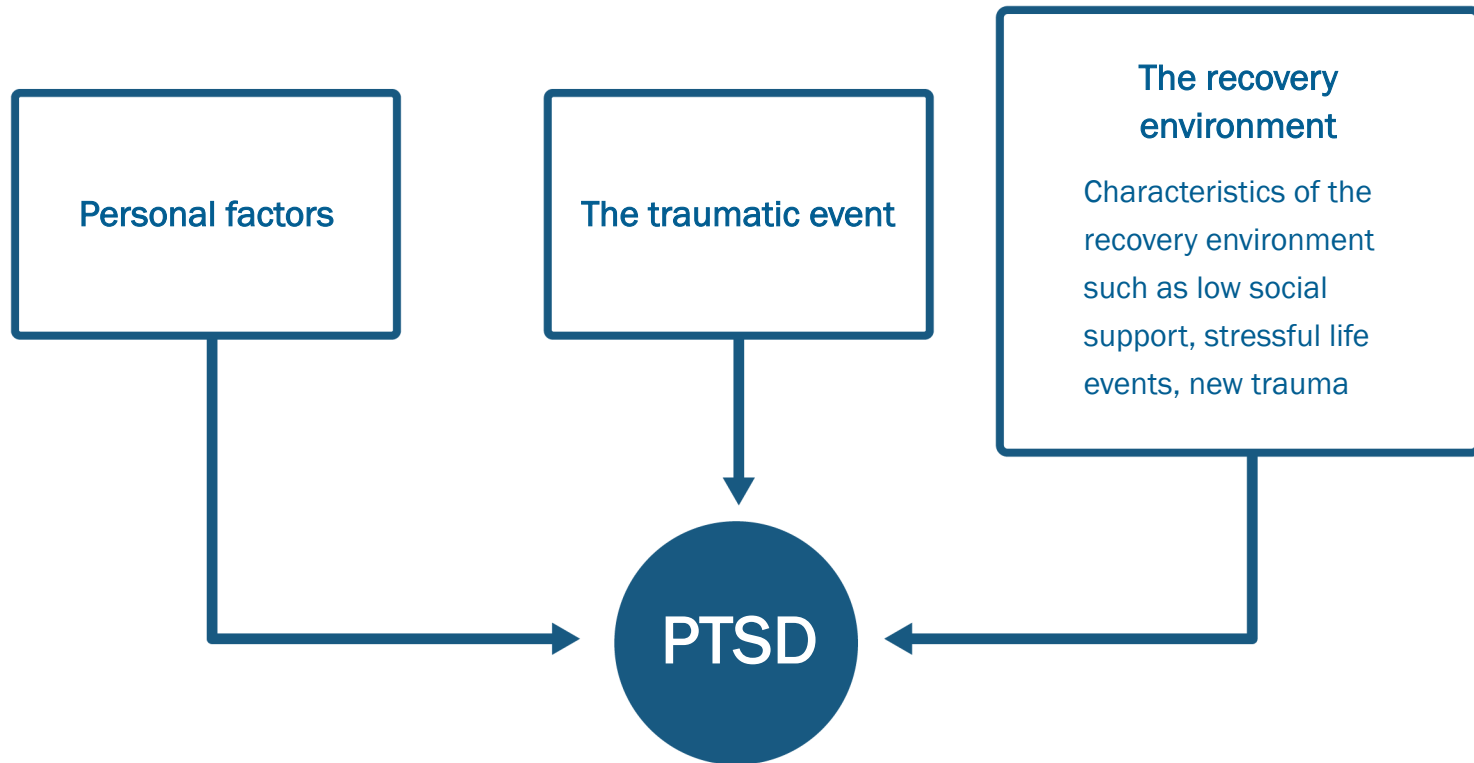 Personal factors
The traumatic event
The recovery
environment
Characteristics of the
recovery environment
such as low social
support, stressful life
events, new trauma
PTSD